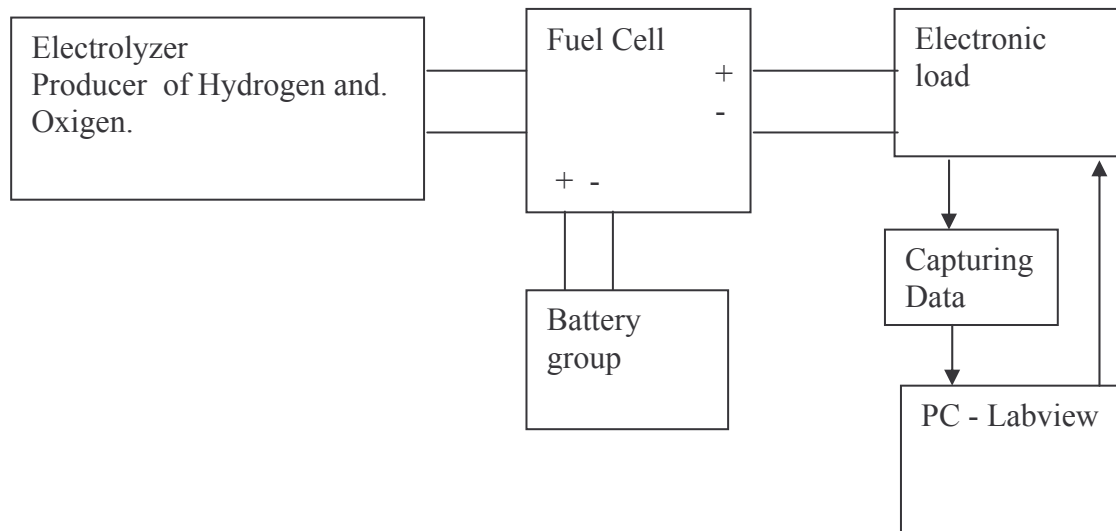 Electrolyzer
Producer of Hydrogen and.
Oxigen.
Fuel Cell
+
-
+ -
Electronic
load
Battery
group
Capturing
Data
PC - Labview